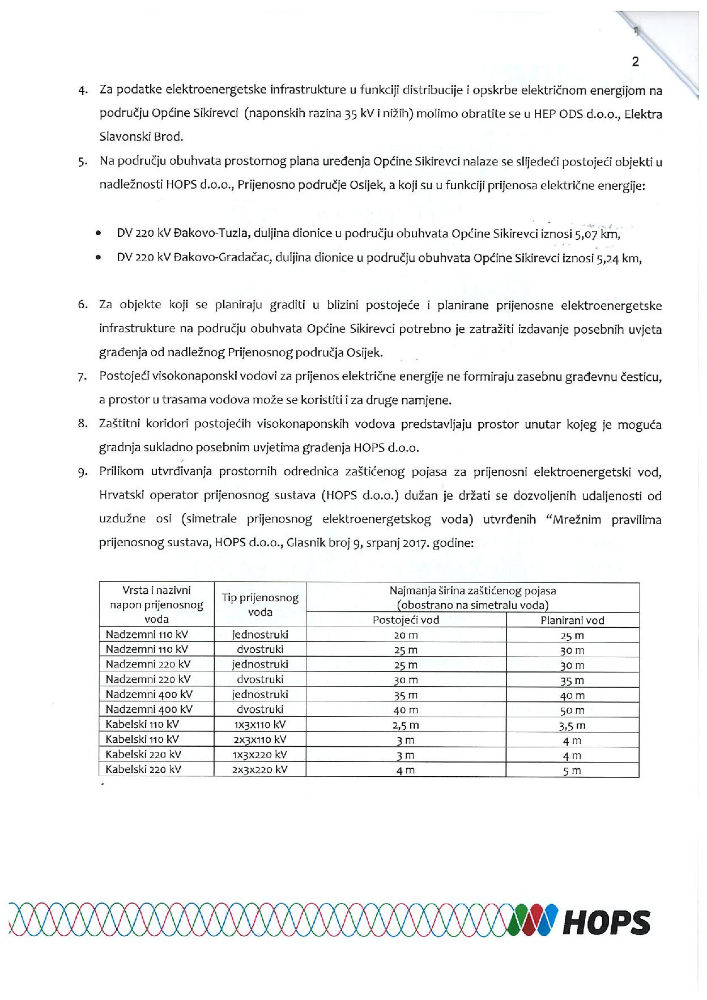 2
4. Za podatke elektroenergetske infrastrukture u funkciji distribucije i opskrbe električnom energijom na
području Općine Sikirevci (naponskih razina 35 kV i nižih) molimo obratite se u HEP ODS d.o.o., Elektra
Slavonski Brod.
5. Na području obuhvata prostornog plana uređenja Općine Sikirevci nalaze se slijedeći postojeći objekti u
nadležnosti HOPS d.o.o., Prijenosno područje Osijek, a koji su u funkciji prijenosa električne energije:
• DV 220 kV Đakovo-Tuzla, duljina dionice u području obuhvata Općine Sikirevci iznosi 5,07 km,
• DV 220 kV Đakovo-Gradačac, duljina dionice u području obuhvata Općine Sikirevci iznosi 5,24 km,
6. Za objekte koji se planiraju graditi u blizini postojeće i planirane prijenosne elektroenergetske
infrastrukture na području obuhvata Općine Sikirevci potrebno je zatražiti izdavanje posebnih uvjeta
građenja od nadležnog Prijenosnog područja Osijek.
7. Postojeći visokonaponski vodovi za prijenos električne energije ne formiraju zasebnu građevnu česticu,
a prostor u trasama vodova može se koristiti i za druge namjene.
8. Zaštitni koridori postojećih visokonaponskih vodova predstavljaju prostor unutar kojeg je moguća
gradnja sukladno posebnim uvjetima građenja HOPS d.o.o.
9. Prilikom utvrđivanja prostornih odrednica zaštićenog pojasa za prijenosni elektroenergetski vod,
Hrvatski operator prijenosnog sustava (HOPS d.o.o.) dužan je držati se dozvoljenih udaljenosti od
uzdužne osi (simetrale prijenosnog elektroenergetskog voda) utvrđenih “Mrežnim pravilima
prijenosnog sustava, HOPS d.o.o., Glasnik broj 9, srpanj 2017. godine:
Vrsta i nazivni
napon prijenosnog
voda
Tip prijenosnog
voda
Najmanja širina zaštićenog pojasa
(obostrano na simetralu voda)
Postojeći vod Planirani vod
Nadzemni 110 kV jednostruki 20 m 25 m
Nadzemni 110 kV dvostruki 25 m 30 m
Nadzemni 220 kV jednostruki 25 m 30 m
Nadzemni 220 kV dvostruki 30 m 35 m
Nadzemni 400 kV jednostruki 35 m 40 m
Nadzemni 400 kV dvostruki 40 m 50 m
Kabelski 110 kV 1x3x110 kV 2,5 m 3,5 m
Kabelski 110 kV 2x3x110 kV 3 m 4 m
Kabelski 220 kV 1x3x220 kV 3 m 4 m
Kabelski 220 kV 2x3x220 kV 4 m 5 m
HOPS